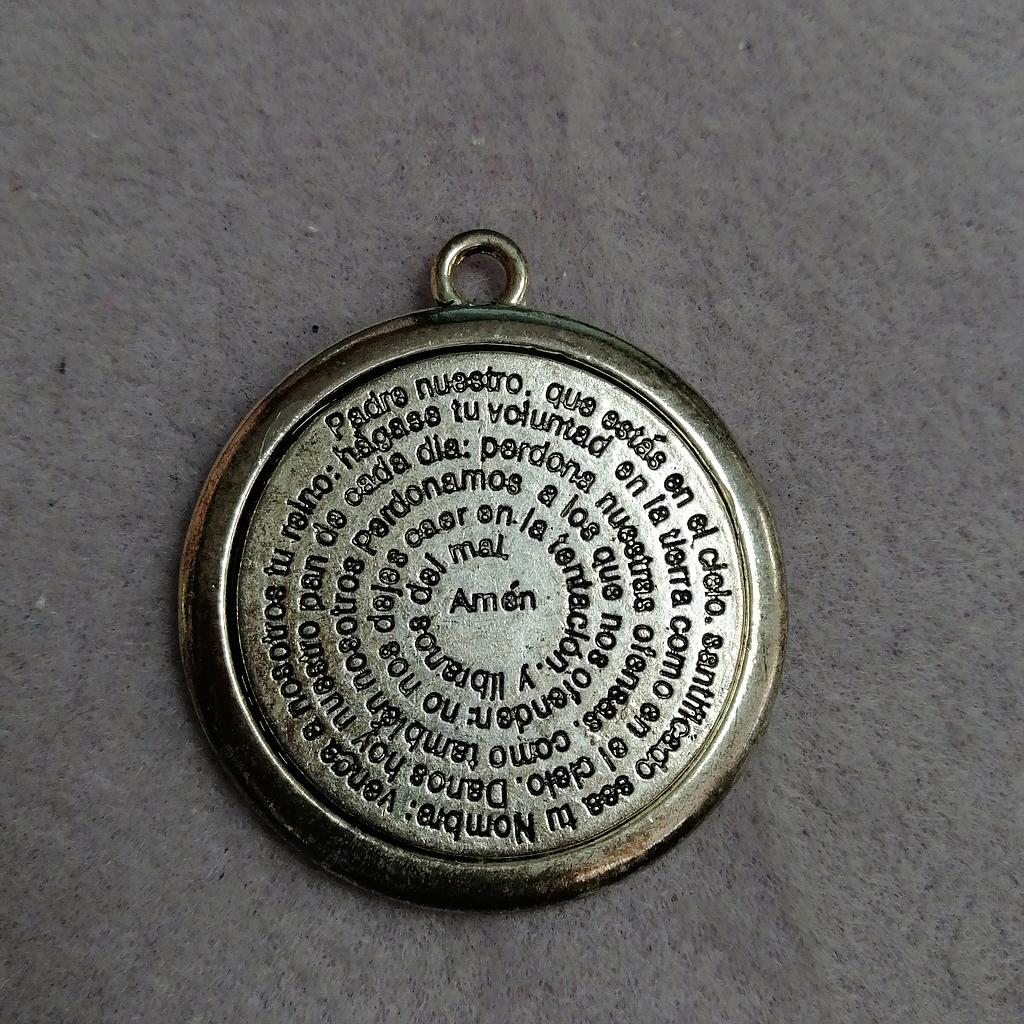 Padre nuestro, que estás en el cielo, santificado sea tu Nombre: venga a nosotros tu reino:
hágase tu voluntad en la tierra como en el cielo. Danos hoy nuestro pan de
cada dia: perdona nuestras ofensas, como también nosotros
Perdonamos a los que nos ofenden: no nos dejes
caer en la tentación, y libranos
del mal
Amén